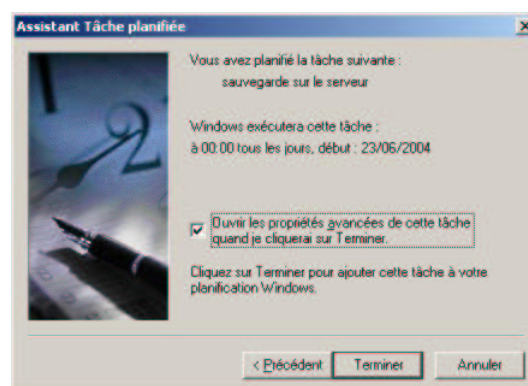 Assistant Tâche planifiée
Vous avez planifié la tâche suivante :
sauvegarde sur le serveur
Windows exécutera cette tâche :
à 00:00 tous les jours, début : 23/06/2004
Ouvrir les propriétés avancées de cette tâche
quand je cliquerai sur Terminer.
Cliquez sur Terminer pour ajouter cette tâche à votre
planification Windows.
< Précédent Terminer Annuler